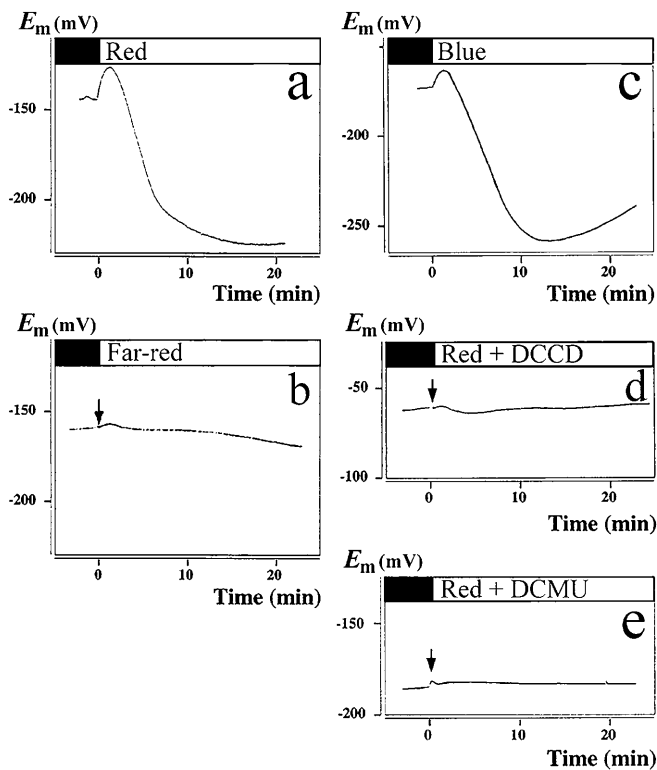 Em (mV)
Red
a
-150
-200
0
10
20
Time (min)
Em (mV)
Blue
c
-200
-250
0
10
20
Time (min)
Em (mV)
Far-red
b
-150
-200
0
10
20
Time (min)
Em (mV)
Red + DCCD
d
-50
-100
0
10
20
Time (min)
Em (mV)
Red + DCMU
e
-150
-200
0
10
20
Time (min)